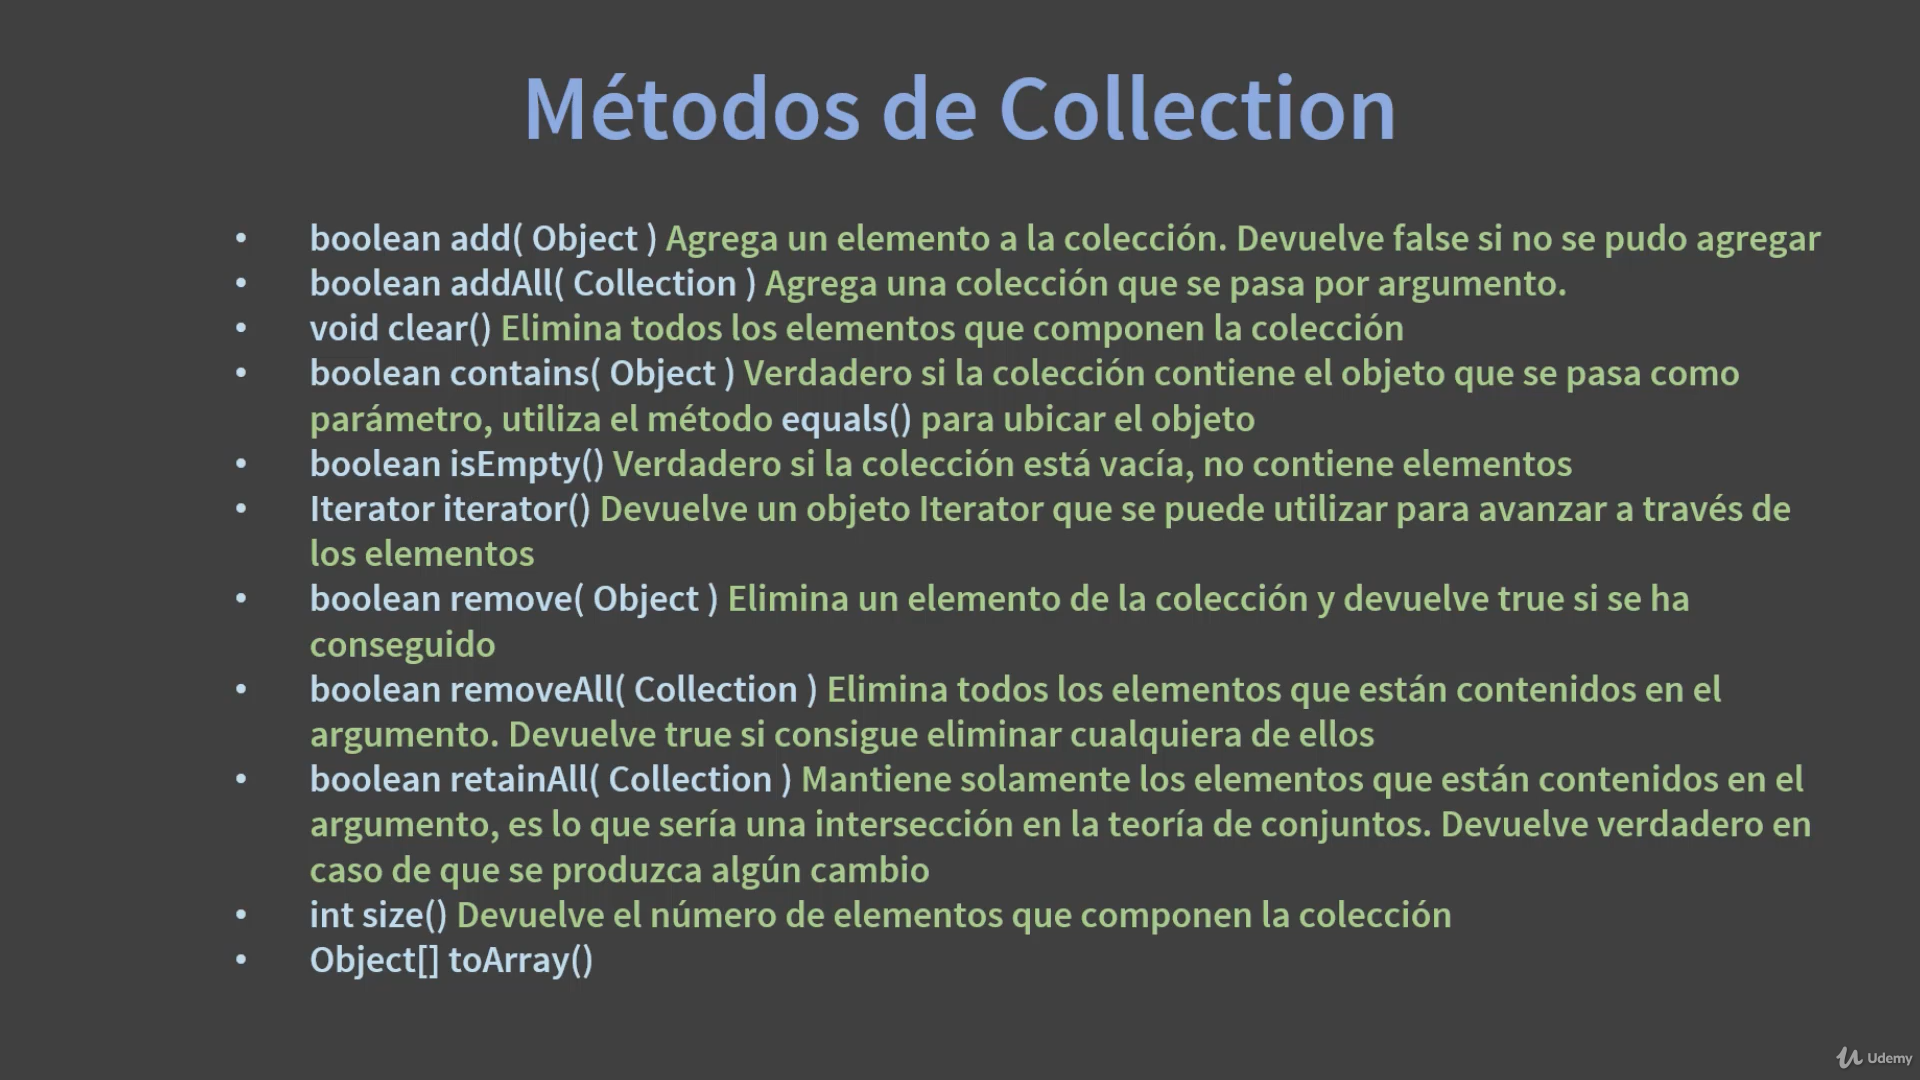 Métodos de Collection
• boolean add( Object ) Agrega un elemento a la colección. Devuelve false si no se pudo agregar
• boolean addAll( Collection ) Agrega una colección que se pasa por argumento.
• void clear() Elimina todos los elementos que componen la colección
• boolean contains( Object ) Verdadero si la colección contiene el objeto que se pasa como
parámetro, utiliza el método equals() para ubicar el objeto
• boolean isEmpty() Verdadero si la colección está vacía, no contiene elementos
• Iterator iterator() Devuelve un objeto Iterator que se puede utilizar para avanzar a través de
los elementos
• boolean remove( Object ) Elimina un elemento de la colección y devuelve true si se ha
conseguido
• boolean removeAll( Collection ) Elimina todos los elementos que están contenidos en el
argumento. Devuelve true si consigue eliminar cualquiera de ellos
• boolean retainAll( Collection ) Mantiene solamente los elementos que están contenidos en el
argumento, es lo que sería una intersección en la teoría de conjuntos. Devuelve verdadero en
caso de que se produzca algún cambio
• int size() Devuelve el número de elementos que componen la colección
• Object[] toArray()
Udemy